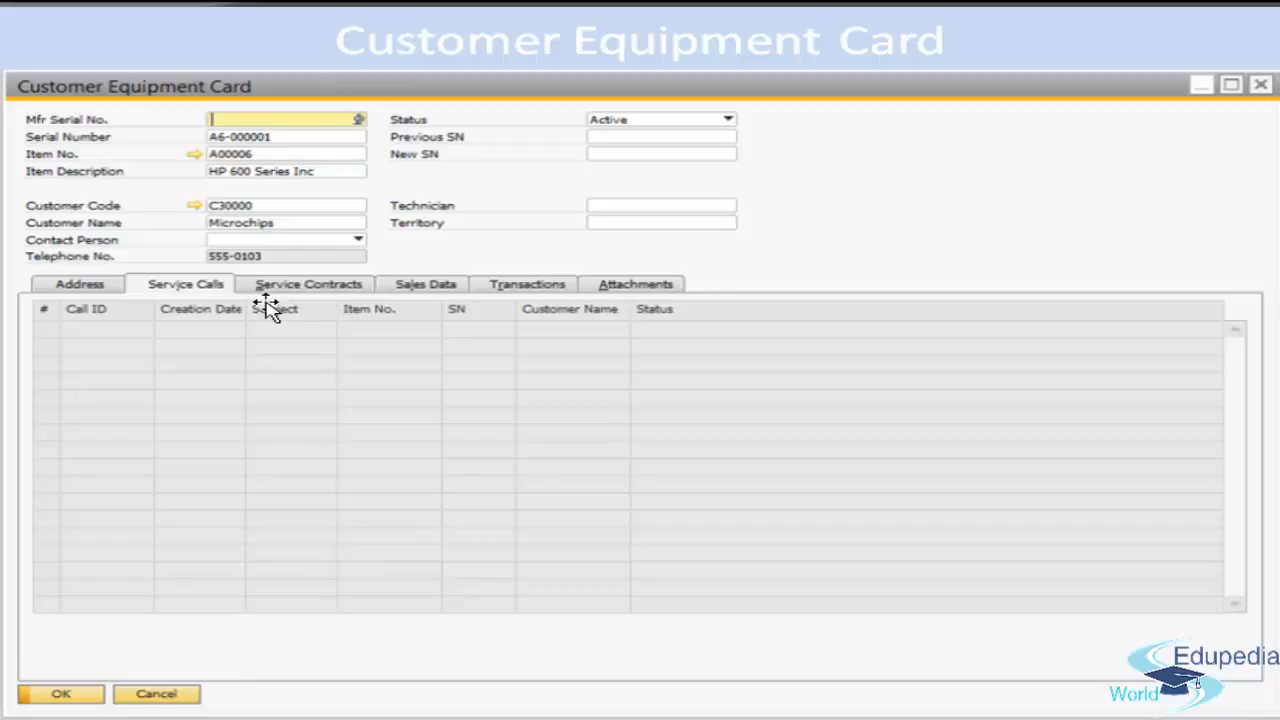 Customer Equipment Card
Customer Equipment Card
Mfr Serial No. Status Active
Serial Number A6-000001 Previous SN
Item No. A00006 New SN
Item Description HP 600 Series Inc
Customer Code C30000 Technician
Customer Name Microchips Territory
Contact Person
Telephone No. 555-0103
Address Service Calls Service Contracts Sales Data Transactions Attachments
# Call ID Creation Date Item No. SN Customer Name Status
Edupedia
World
OK Cancel